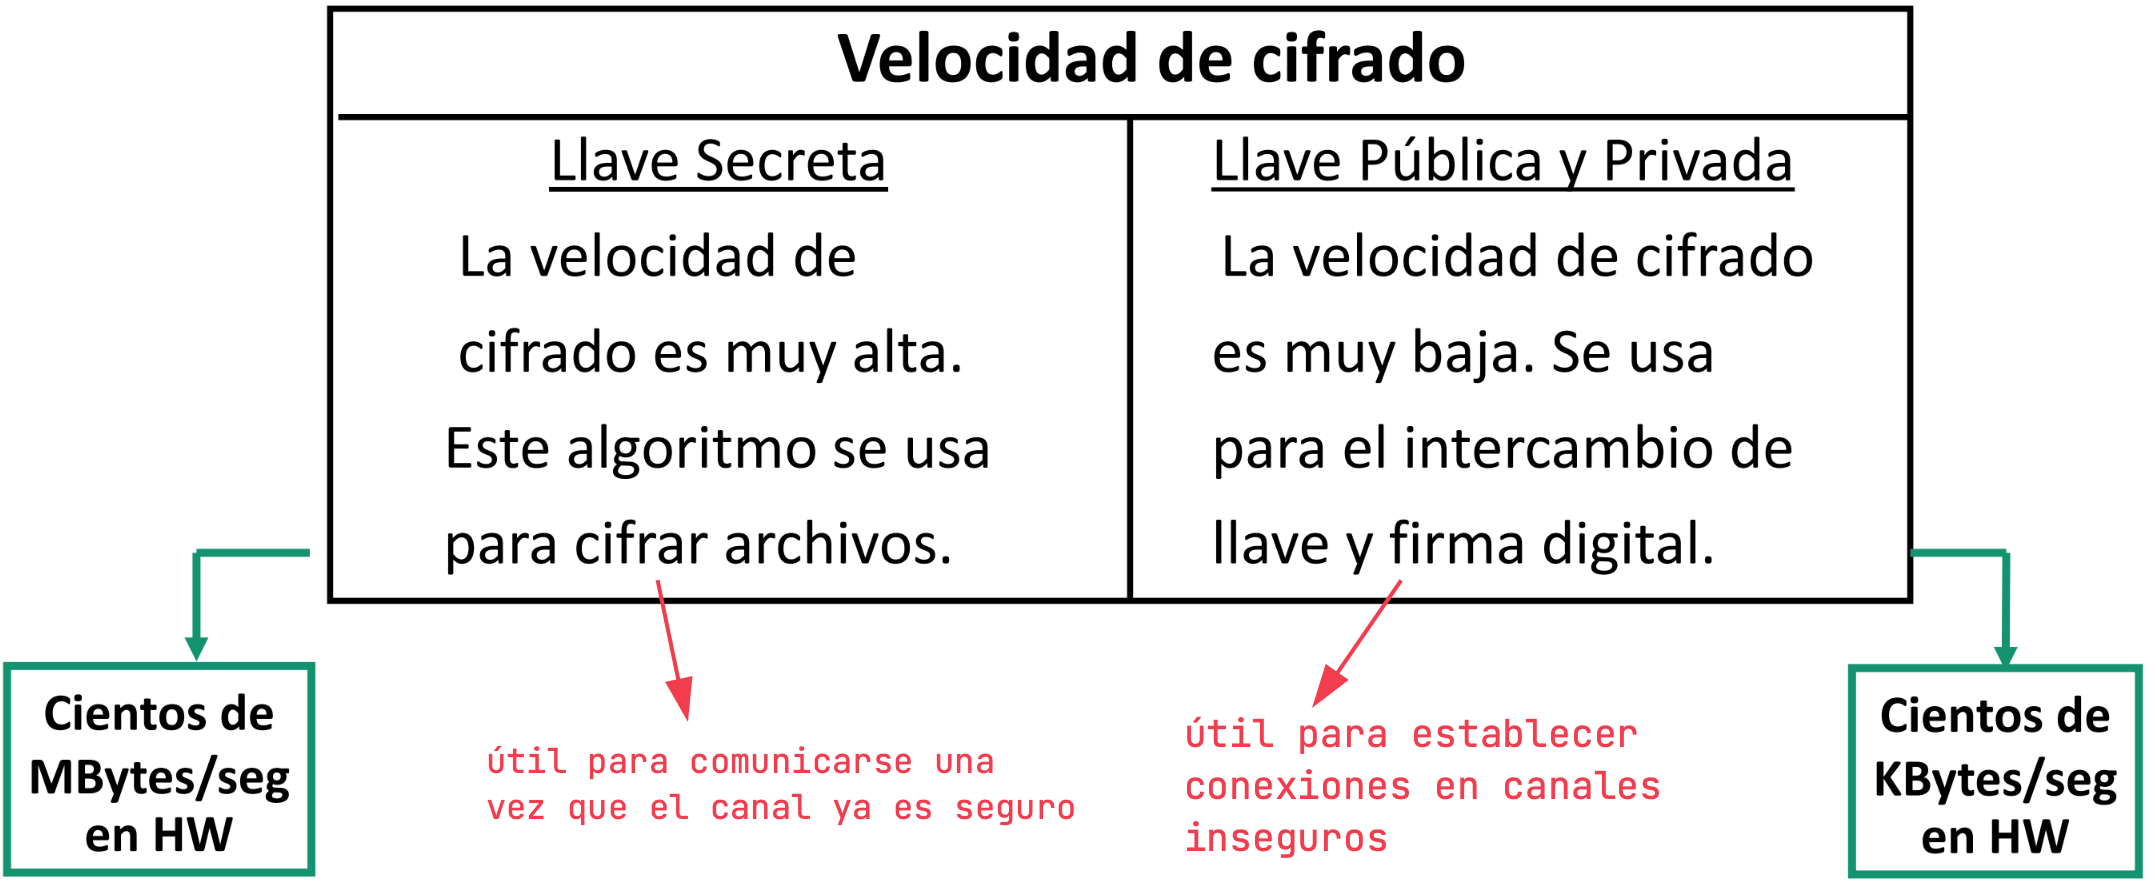 Velocidad de cifrado
Llave Secreta
La velocidad de
cifrado es muy alta.
Este algoritmo se usa
para cifrar archivos.
Llave Pública y Privada
La velocidad de cifrado
es muy baja. Se usa
para el intercambio de
llave y firma digital.
Cientos de
MBytes/seg
en HW
útil para comunicarse una
vez que el canal ya es seguro
útil para establecer
conexiones en canales
inseguros
Cientos de
KBytes/seg
en HW